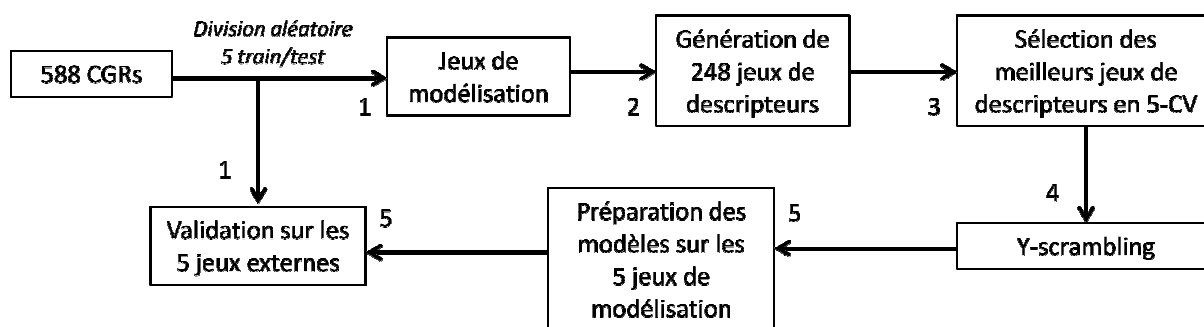 Division aléatoire
5 train/test
588 CGRs
1
Jeux de
modélisation
2
Génération de
248 jeux de
descripteurs
3
Sélection des
meilleurs jeux de
descripteurs en 5-CV
4
Y-scrambling
5
Préparation des
modèles sur les
5 jeux de
modélisation
5
1
Validation sur les
5 jeux externes